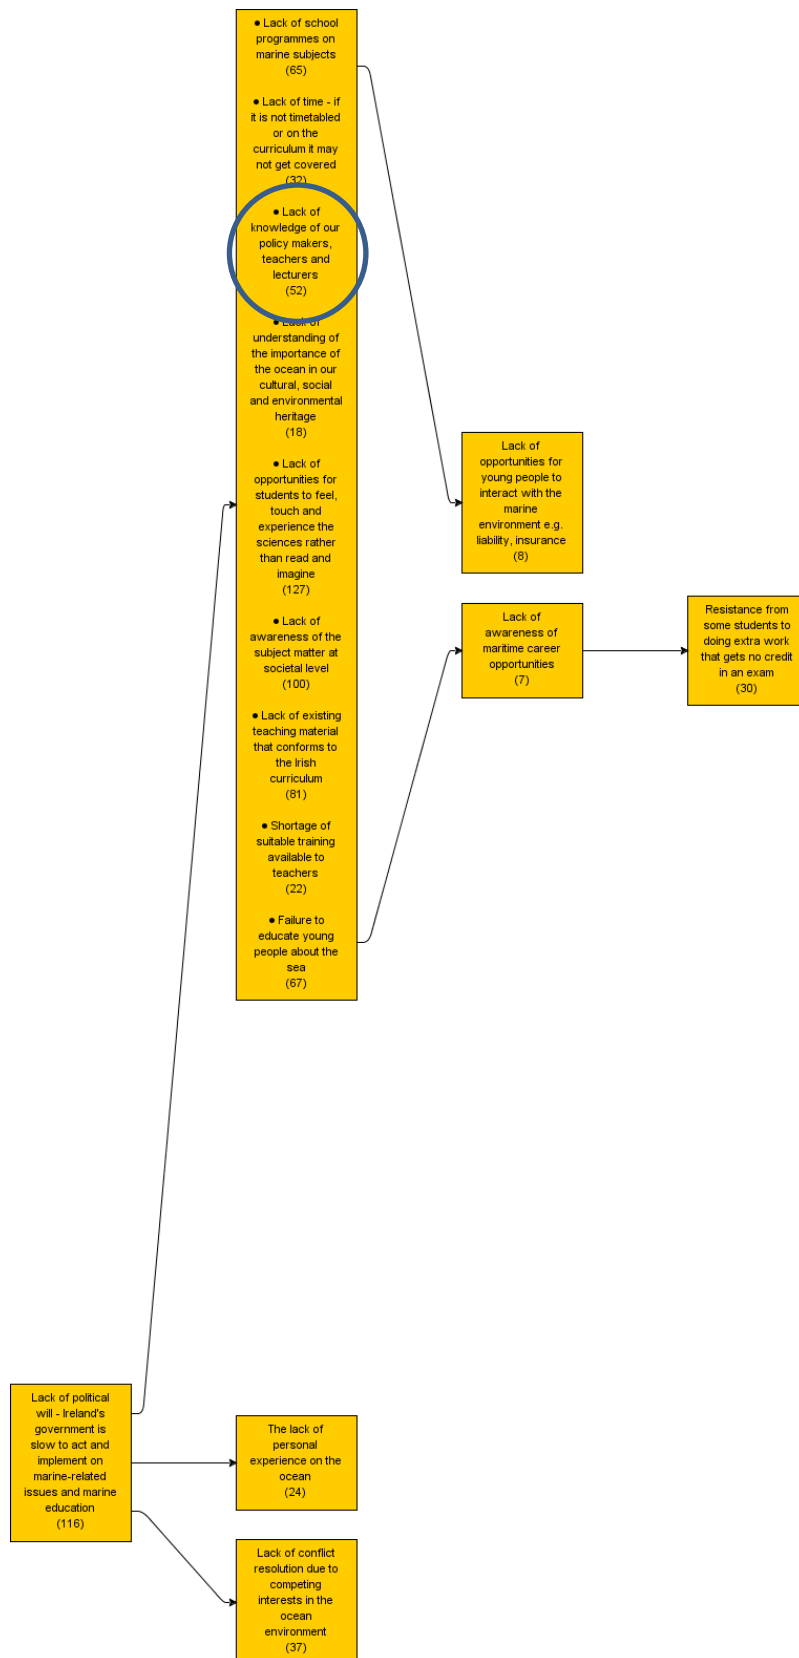 ● Lack of school
programmes on
marine subjects
(65)
● Lack of time - if
it is not timetabled
or on the
curriculum it may
not get covered
(32)
● Lack of
knowledge of our
policy makers,
teachers and
lecturers
(52)
● Lack of
understanding of
the importance of
the ocean in our
cultural, social
and environmental
heritage
(18)
● Lack of
opportunities for
students to feel,
touch and
experience the
sciences rather
than read and
imagine
(127)
● Lack of
awareness of the
subject matter at
societal level
(100)
● Lack of existing
teaching material
that conforms to
the Irish
curriculum
(81)
● Shortage of
suitable training
available to
teachers
(22)
● Failure to
educate young
people about the
sea
(67)
Lack of
opportunities for
young people to
interact with the
marine
environment e.g.
liability, insurance
(8)
Lack of
awareness of
maritime career
opportunities
(7)
Resistance from
some students to
doing extra work
that gets no credit
in an exam
(30)
Lack of political
will - Ireland's
government is
slow to act and
implement on
marine-related
issues and marine
education
(116)
The lack of
personal
experience on the
ocean
(24)
Lack of conflict
resolution due to
competing
interests in the
ocean
environment
(37)